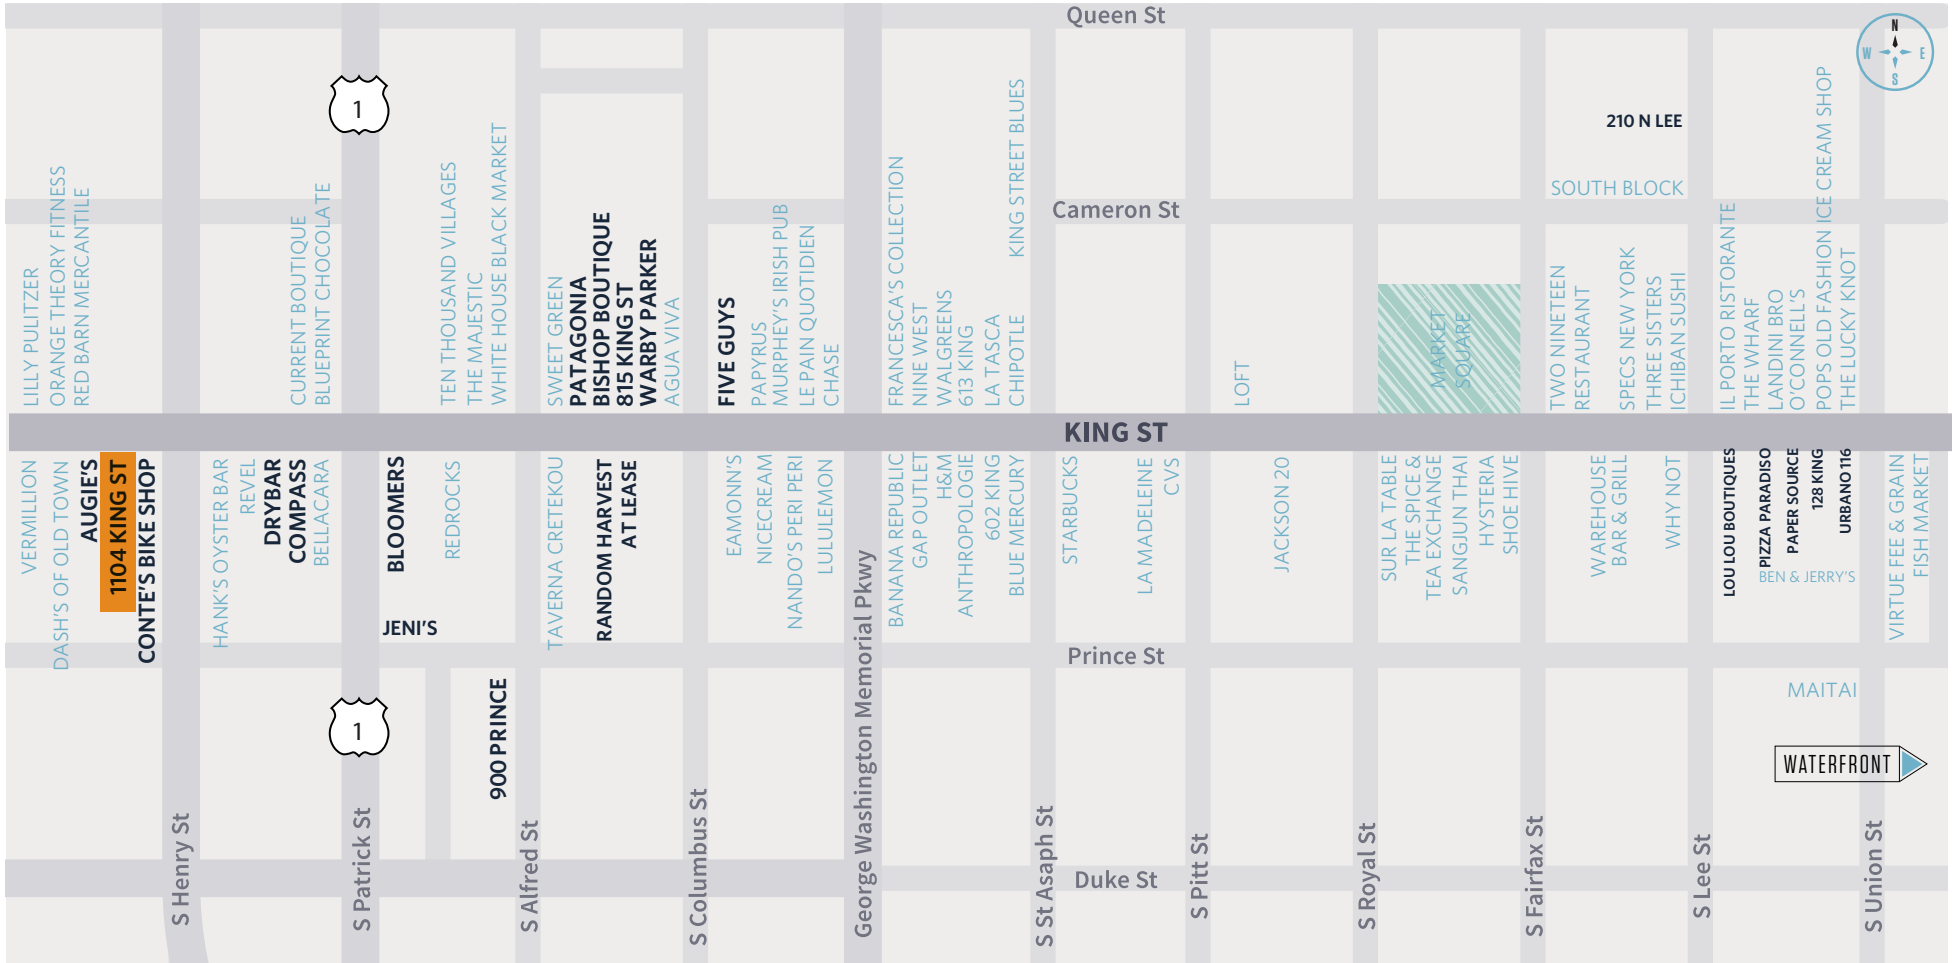 Queen St
N
W
E
S
1
210 N LEE
SOUTH BLOCK
Cameron St
LILLY PULITZER
ORANGE THEORY FITNESS
RED BARN MERCANTILE
CURRENT BOUTIQUE
BLUEPRINT CHOCOLATE
TEN THOUSAND VILLAGES
THE MAJESTIC
WHITE HOUSE BLACK MARKET
SWEET GREEN
PATAGONIA
BISHOP BOUTIQUE
815 KING ST
WARBY PARKER
AGUA VIVA
FIVE GUYS
PAPYRUS
MURPHEY'S IRISH PUB
LE PAIN QUOTIDIEN
CHASE
FRANCESCA'S COLLECTION
NINE WEST
WALGREENS
613 KING
LA TASCA
CHIPOTLE
KING STREET BLUES
LOFT
MARKET
SQUARE
TWO NINETEEN
RESTAURANT
SPECS NEW YORK
THREE SISTERS
ICHIBAN SUSHI
IL PORTO RISTORANTE
THE WHARF
LANDINI BRO
O'CONNELL'S
POPS OLD FASHION ICE CREAM SHOP
THE LUCKY KNOT
KING ST
VERMILLION
DASH'S OF OLD TOWN
AUGIE'S
1104 KING ST
CONTE'S BIKE SHOP
HANK'S OYSTER BAR
REVEL
DRYBAR
COMPASS
BELLACARA
BLOOMERS
JENI'S
REDROCKS
TAVERNA CRETEKOU
RANDOM HARVEST
AT LEASE
EAMONN'S
NICECREAM
NANDO'S PERI PERI
LULULEMON
BANANA REPUBLIC
GAP OUTLET
H&M
ANTHROPOLOGIE
602 KING
BLUE MERCURY
STARBUCKS
LA MADELEINE
CVS
JACKSON 20
SUR LA TABLE
THE SPICE &
TEA EXCHANGE
SANGJUN THAI
HYSTERIA
SHOE HIVE
WAREHOUSE
BAR & GRILL
WHY NOT
LOU LOU BOUTIQUES
PIZZA PARADISO
PAPER SOURCE
128 KING
URBANO 116
BEN & JERRY'S
VIRTUE FEE & GRAIN
FISH MARKET
Prince St
MAITAI
1
900 PRINCE
WATERFRONT
Duke St
S Henry St
S Patrick St
S Alfred St
S Columbus St
George Washington Memorial Pkwy
S St Asaph St
S Pitt St
S Royal St
S Fairfax St
S Lee St
S Union St